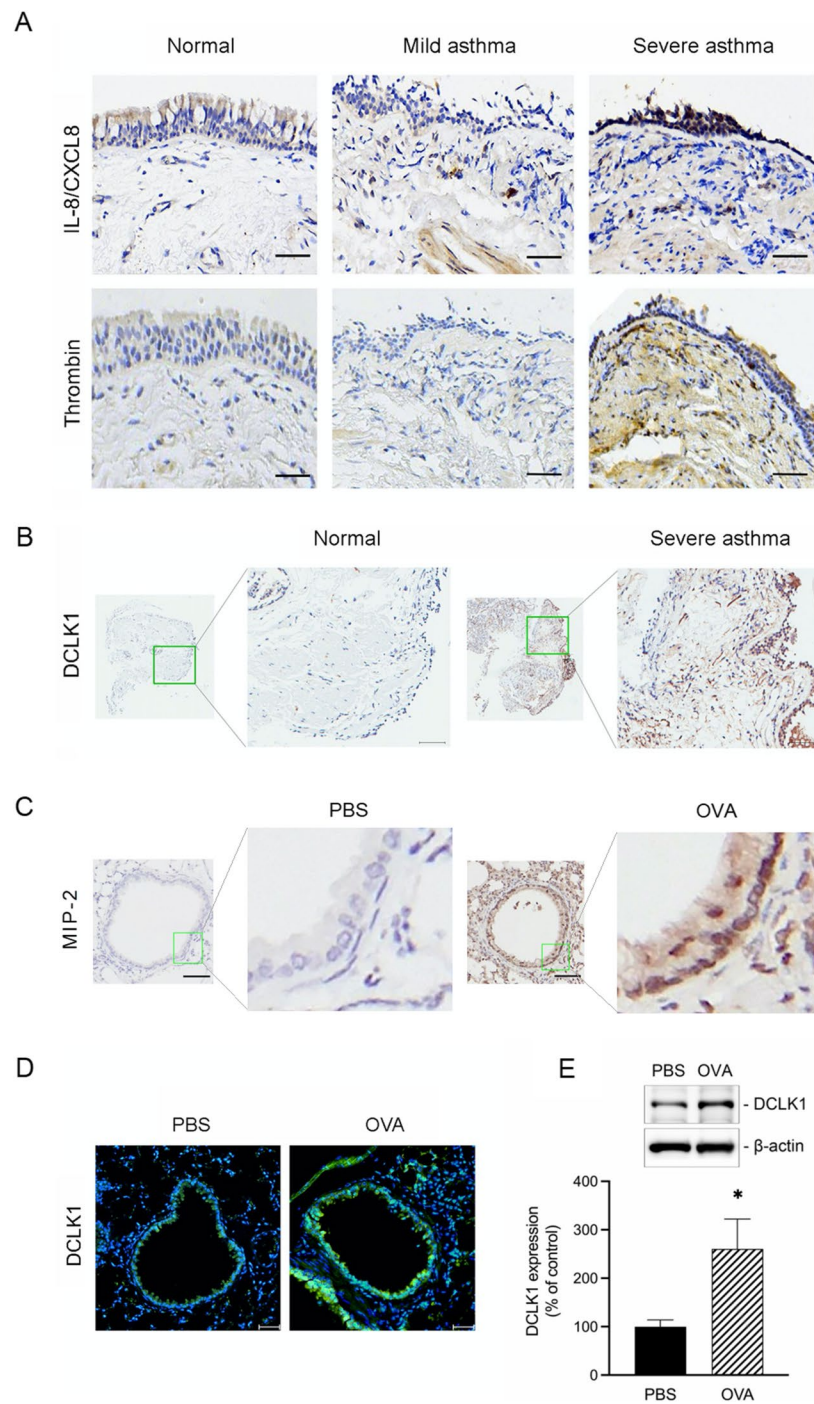 A
Normal
Mild asthma
Severe asthma
IL-8/CXCL8
Thrombin
B
Normal
Severe asthma
DCLK1
C
PBS
OVA
MIP-2
D
PBS
OVA
DCLK1
E
PBS OVA
- DCLK1
- β-actin
400
300
200
100
0
*
DCLK1 expression
(% of control)
PBS
OVA